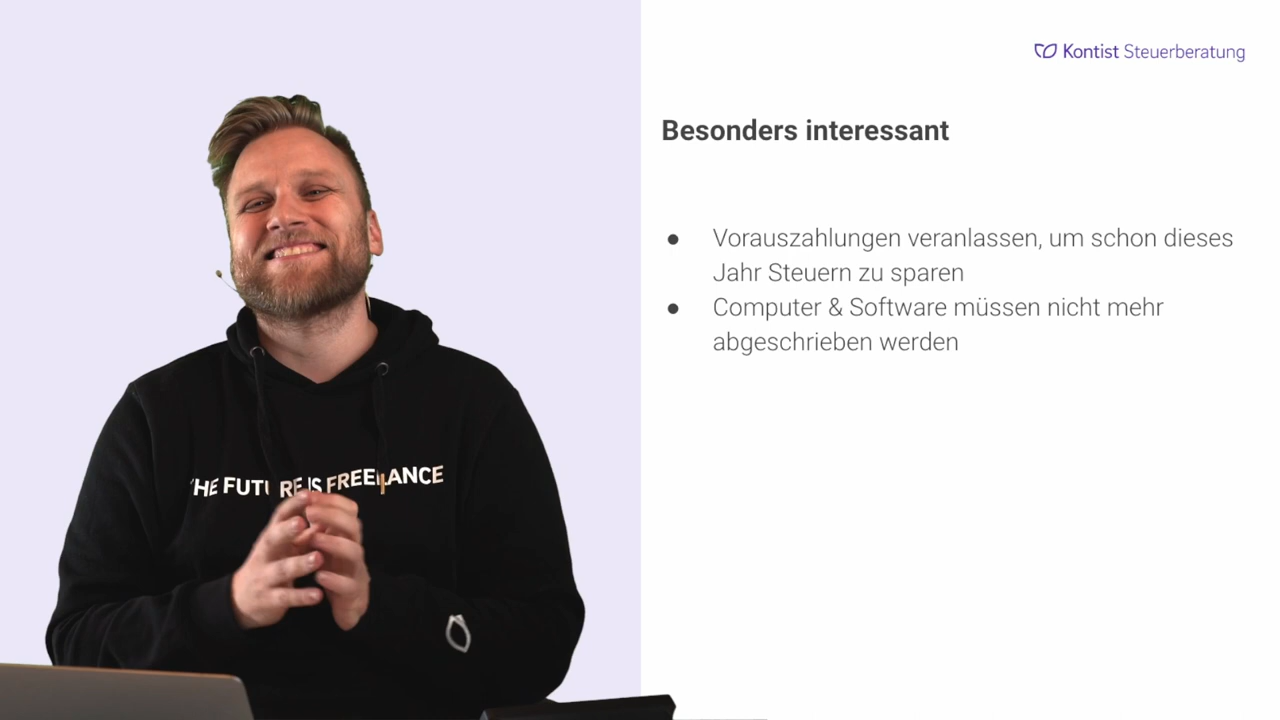 Kontist Steuerberatung
Besonders interessant
● Vorauszahlungen veranlassen, um schon dieses
Jahr Steuern zu sparen
● Computer & Software müssen nicht mehr
abgeschrieben werden
THE FUTURE IS FREELANCE